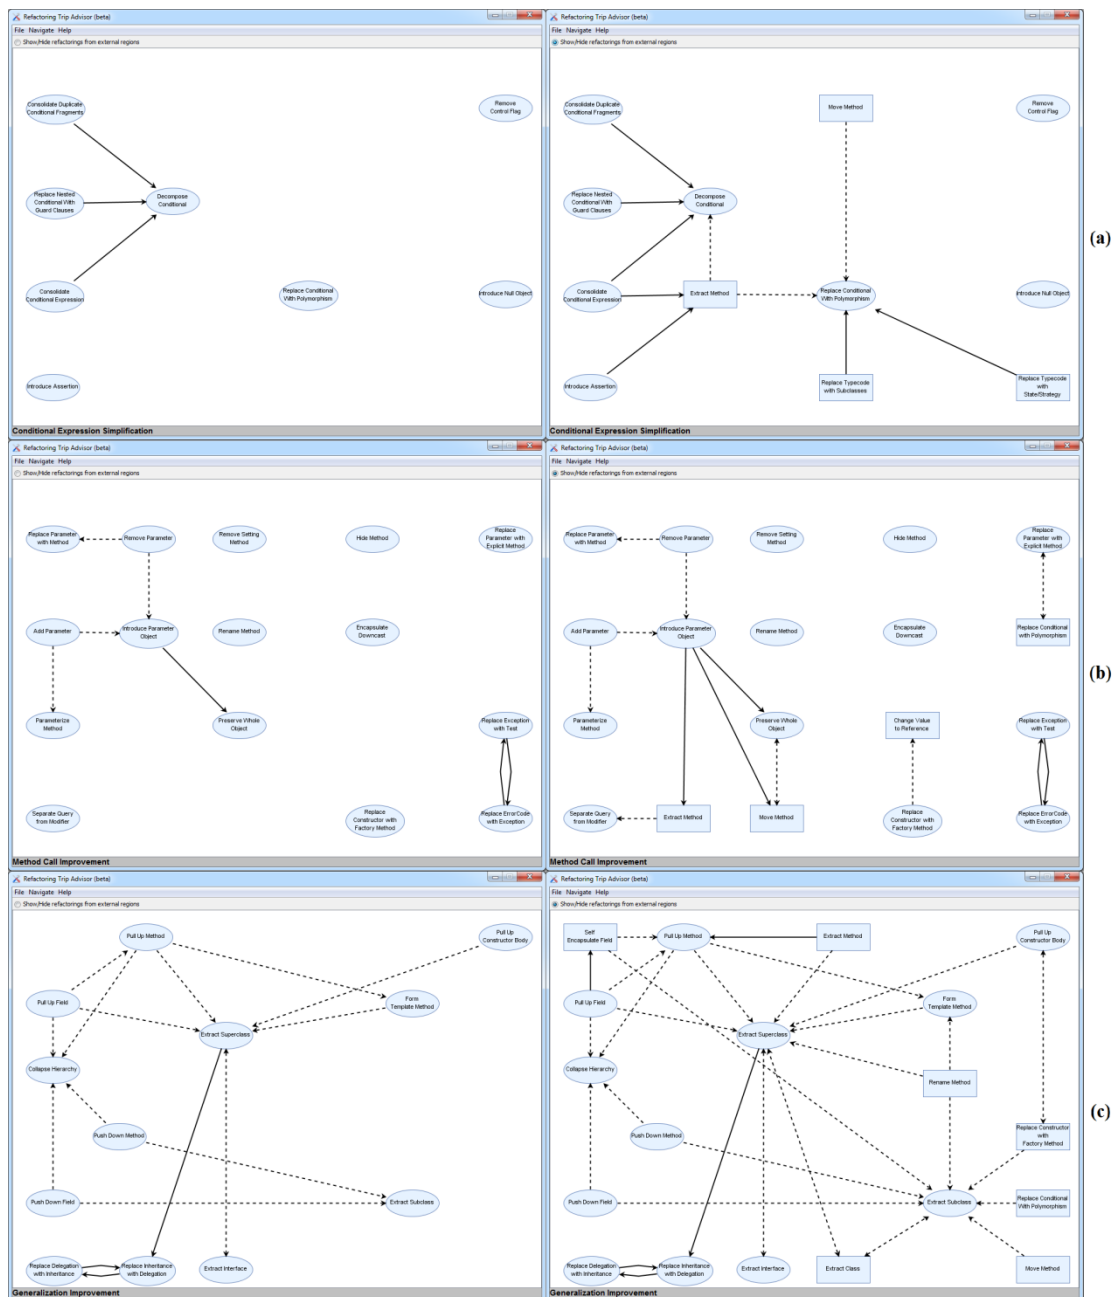 Refactoring Trip Advisor (beta)
File Navigate Help
Show/Hide refactorings from external regions
Consolidate Duplicate
Conditional Fragments
Remove
Control Flag
Replace Nested
Conditional With
Guard Clauses
Decompose
Conditional
Consolidate
Conditional Expression
Replace Conditional
With Polymorphism
Introduce Null Object
Introduce Assertion
Conditional Expression Simplification
Refactoring Trip Advisor (beta)
File Navigate Help
Show/Hide refactorings from external regions
Consolidate Duplicate
Conditional Fragments
Move Method
Remove
Control Flag
Replace Nested
Conditional With
Guard Clauses
Decompose
Conditional
Consolidate
Conditional Expression
Extract Method
Replace Conditional
With Polymorphism
Introduce Null Object
Introduce Assertion
Replace Typecode
with Subclasses
Replace Typecode
with
State/Strategy
Conditional Expression Simplification
(a)
Refactoring Trip Advisor (beta)
File Navigate Help
Show/Hide refactorings from external regions
Replace Parameter
with Method
Remove Parameter
Remove Setting
Method
Hide Method
Replace
Parameter with
Explicit Method
Add Parameter
Introduce Parameter
Object
Rename Method
Encapsulate
Downcast
Parameterize
Method
Preserve Whole
Object
Replace Exception
with Test
Separate Query
from Modifier
Replace
Constructor with
Factory Method
Replace ErrorCode
with Exception
Method Call Improvement
Refactoring Trip Advisor (beta)
File Navigate Help
Show/Hide refactorings from external regions
Replace Parameter
with Method
Remove Parameter
Remove Setting
Method
Hide Method
Replace
Parameter with
Explicit Method
Add Parameter
Introduce Parameter
Object
Rename Method
Encapsulate
Downcast
Replace Conditional
with Polymorphism
Parameterize
Method
Preserve Whole
Object
Change Value
to Reference
Replace Exception
with Test
Separate Query
from Modifier
Extract Method
Move Method
Replace
Constructor with
Factory Method
Replace ErrorCode
with Exception
Method Call Improvement
(b)
Refactoring Trip Advisor (beta)
File Navigate Help
Show/Hide refactorings from external regions
Pull Up Method
Pull Up
Constructor Body
Pull Up Field
Form
Template Method
Extract Superclass
Collapse Hierarchy
Push Down Method
Push Down Field
Extract Subclass
Replace Delegation
with Inheritance
Replace Inheritance
with Delegation
Extract Interface
Generalization Improvement
Refactoring Trip Advisor (beta)
File Navigate Help
Show/Hide refactorings from external regions
Self
Encapsulate Field
Pull Up Method
Extract Method
Pull Up
Constructor Body
Pull Up Field
Form
Template Method
Extract Superclass
Collapse Hierarchy
Rename Method
Push Down Method
Replace Constructor
with
Factory Method
Push Down Field
Extract Subclass
Replace Conditional
With Polymorphism
Replace Delegation
with Inheritance
Replace Inheritance
with Delegation
Extract Interface
Extract Class
Move Method
Generalization Improvement
(c)